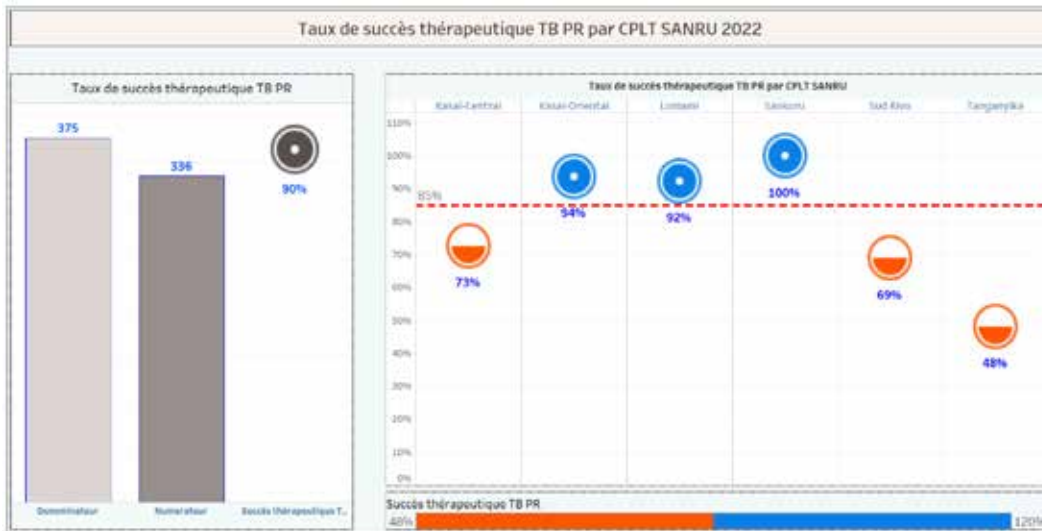 Taux de succès thérapeutique TB PR par CPLT SANRU 2022
Taux de succès thérapeutique TB PR
375
336
90%
Denominateur
Numerateur
Succès thérapeutique T...
Taux de succès thérapeutique TB PR par CPLT SANRU
Kasai-Central
Kasai-Oriental
Lomami
Sankuru
Sud Kivu
Tanganyika
110%
100%
90%
80%
70%
60%
50%
40%
30%
20%
10%
0%
85%
73%
94%
92%
100%
69%
48%
Succès thérapeutique TB PR
48%
120%